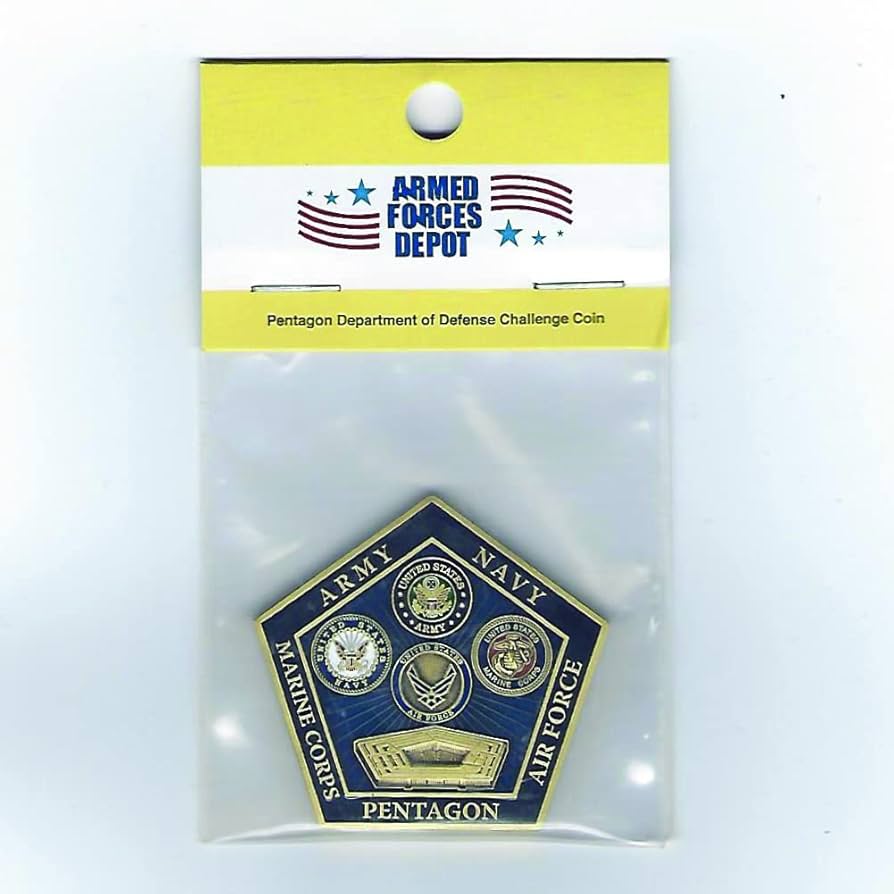 ARMED
FORCES
DEPOT
Pentagon Department of Defense Challenge Coin
ARMY
NAVY
UNITED STATES
ARMY
UNITED STATES
NAVY
UNITED STATES
MARINE CORPS
UNITED STATES
AIR FORCE
MARINE CORPS
AIR FORCE
PENTAGON